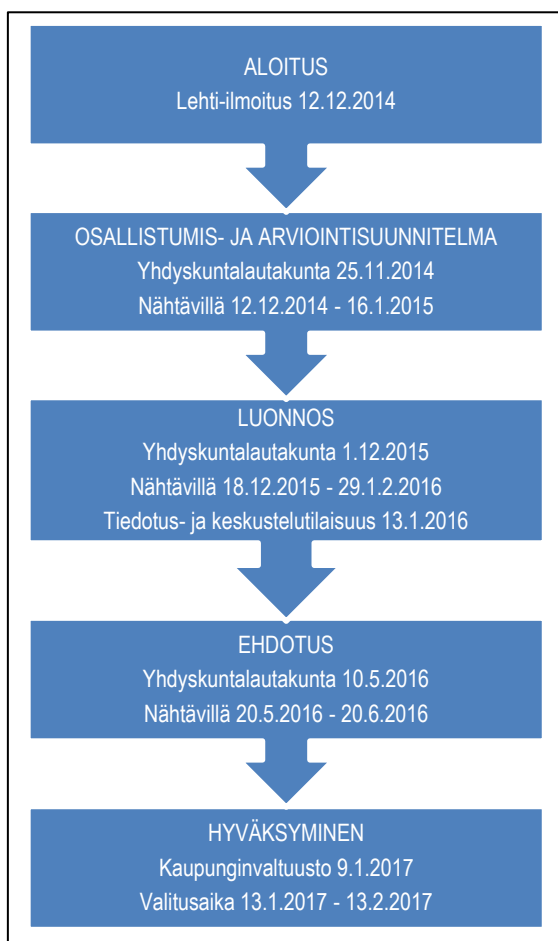 ALOITUS
Lehti-ilmoitus 12.12.2014
OSALLISTUMIS- JA ARVIOINTISUUNNITELMA
Yhdyskuntalautakunta 25.11.2014
Nähtävillä 12.12.2014 - 16.1.2015
LUONNOS
Yhdyskuntalautakunta 1.12.2015
Nähtävillä 18.12.2015 - 29.1.2.2016
Tiedotus- ja keskustelutilaisuus 13.1.2016
EHDOTUS
Yhdyskuntalautakunta 10.5.2016
Nähtävillä 20.5.2016 - 20.6.2016
HYVÄKSYMINEN
Kaupunginvaltuusto 9.1.2017
Valitusaika 13.1.2017 - 13.2.2017